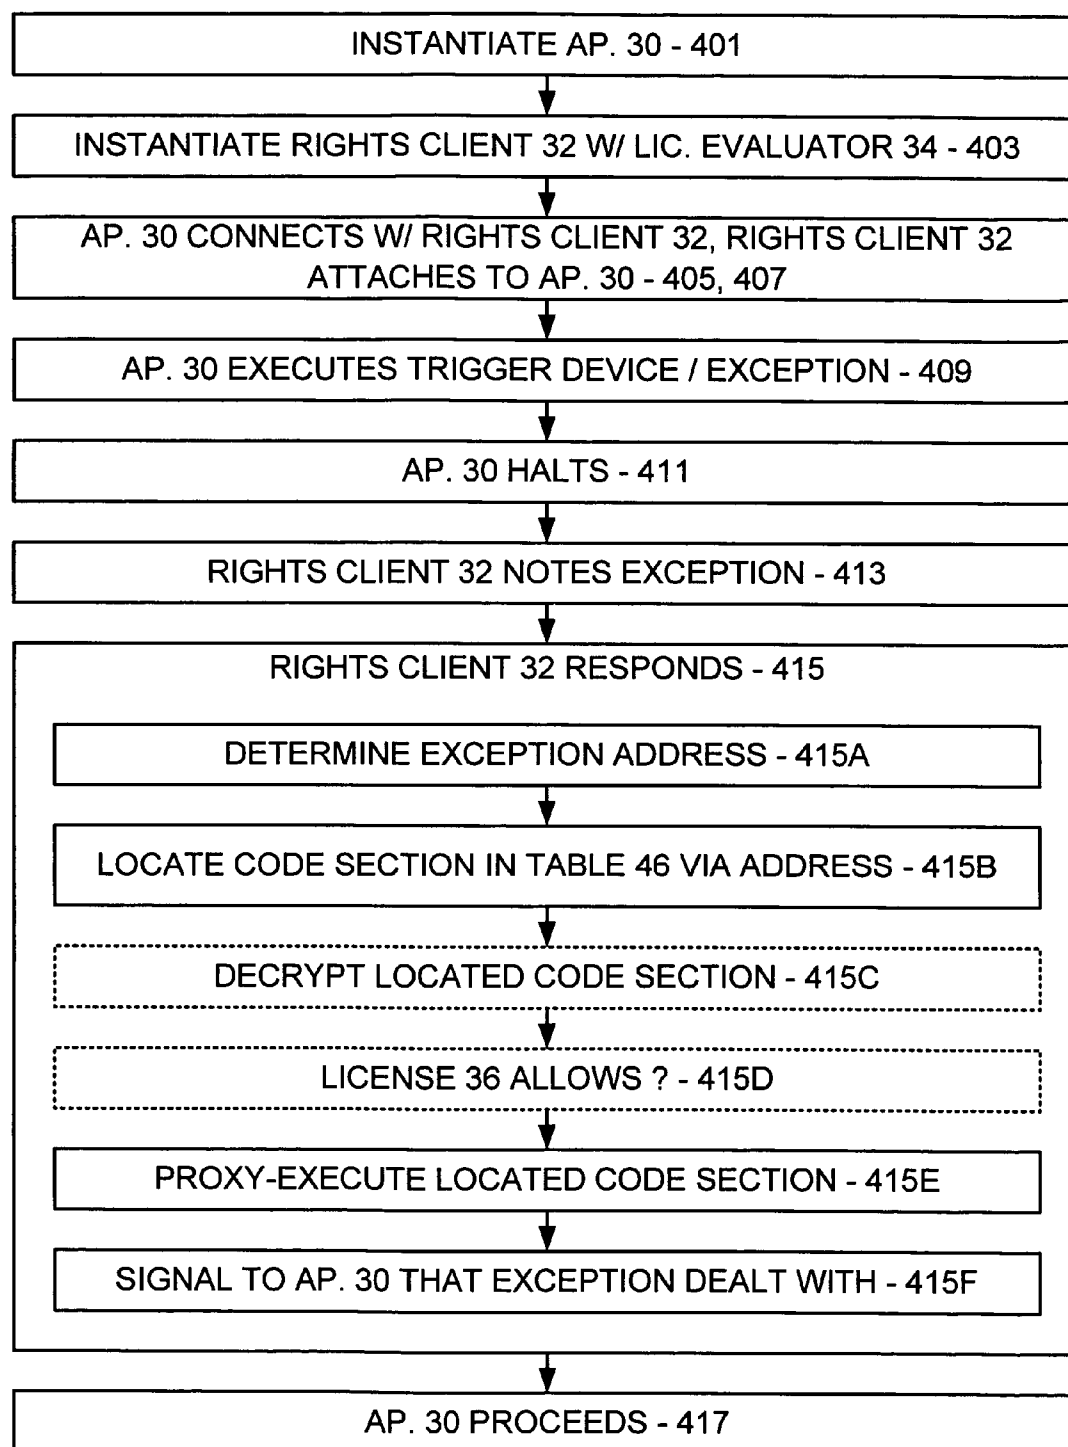 INSTANTIATE AP. 30 - 401
INSTANTIATE RIGHTS CLIENT 32 W/ LIC. EVALUATOR 34 - 403
AP. 30 CONNECTS W/ RIGHTS CLIENT 32, RIGHTS CLIENT 32
ATTACHES TO AP. 30 - 405, 407
AP. 30 EXECUTES TRIGGER DEVICE / EXCEPTION - 409
AP. 30 HALTS - 411
RIGHTS CLIENT 32 NOTES EXCEPTION - 413
RIGHTS CLIENT 32 RESPONDS - 415
DETERMINE EXCEPTION ADDRESS - 415A
LOCATE CODE SECTION IN TABLE 46 VIA ADDRESS - 415B
DECRYPT LOCATED CODE SECTION - 415C
LICENSE 36 ALLOWS ? - 415D
PROXY-EXECUTE LOCATED CODE SECTION - 415E
SIGNAL TO AP. 30 THAT EXCEPTION DEALT WITH - 415F
AP. 30 PROCEEDS - 417